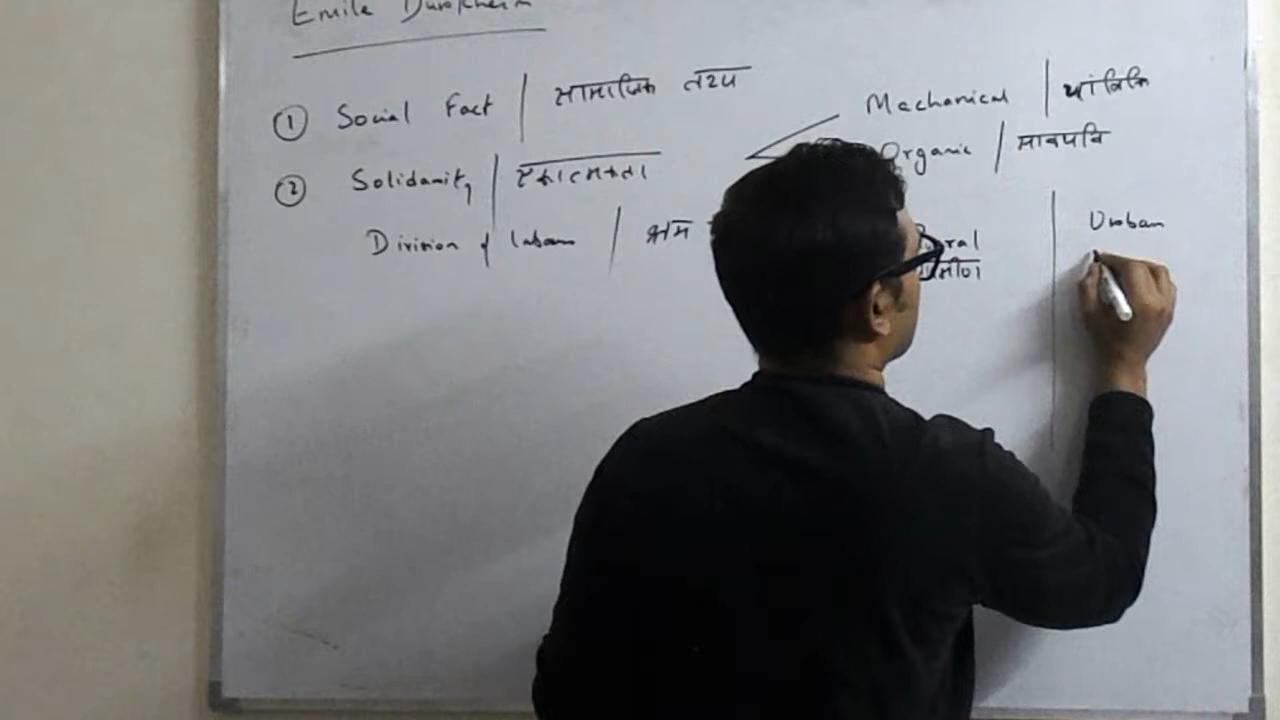 Emile Durkheim
① Social Fact | सामाजिक तथ्य
Mechanical | यांत्रिक
② Solidarity | एकात्मकता
Organic | सावयवि
Division of labour | श्रम
Rural | Urban
ग्रामीण